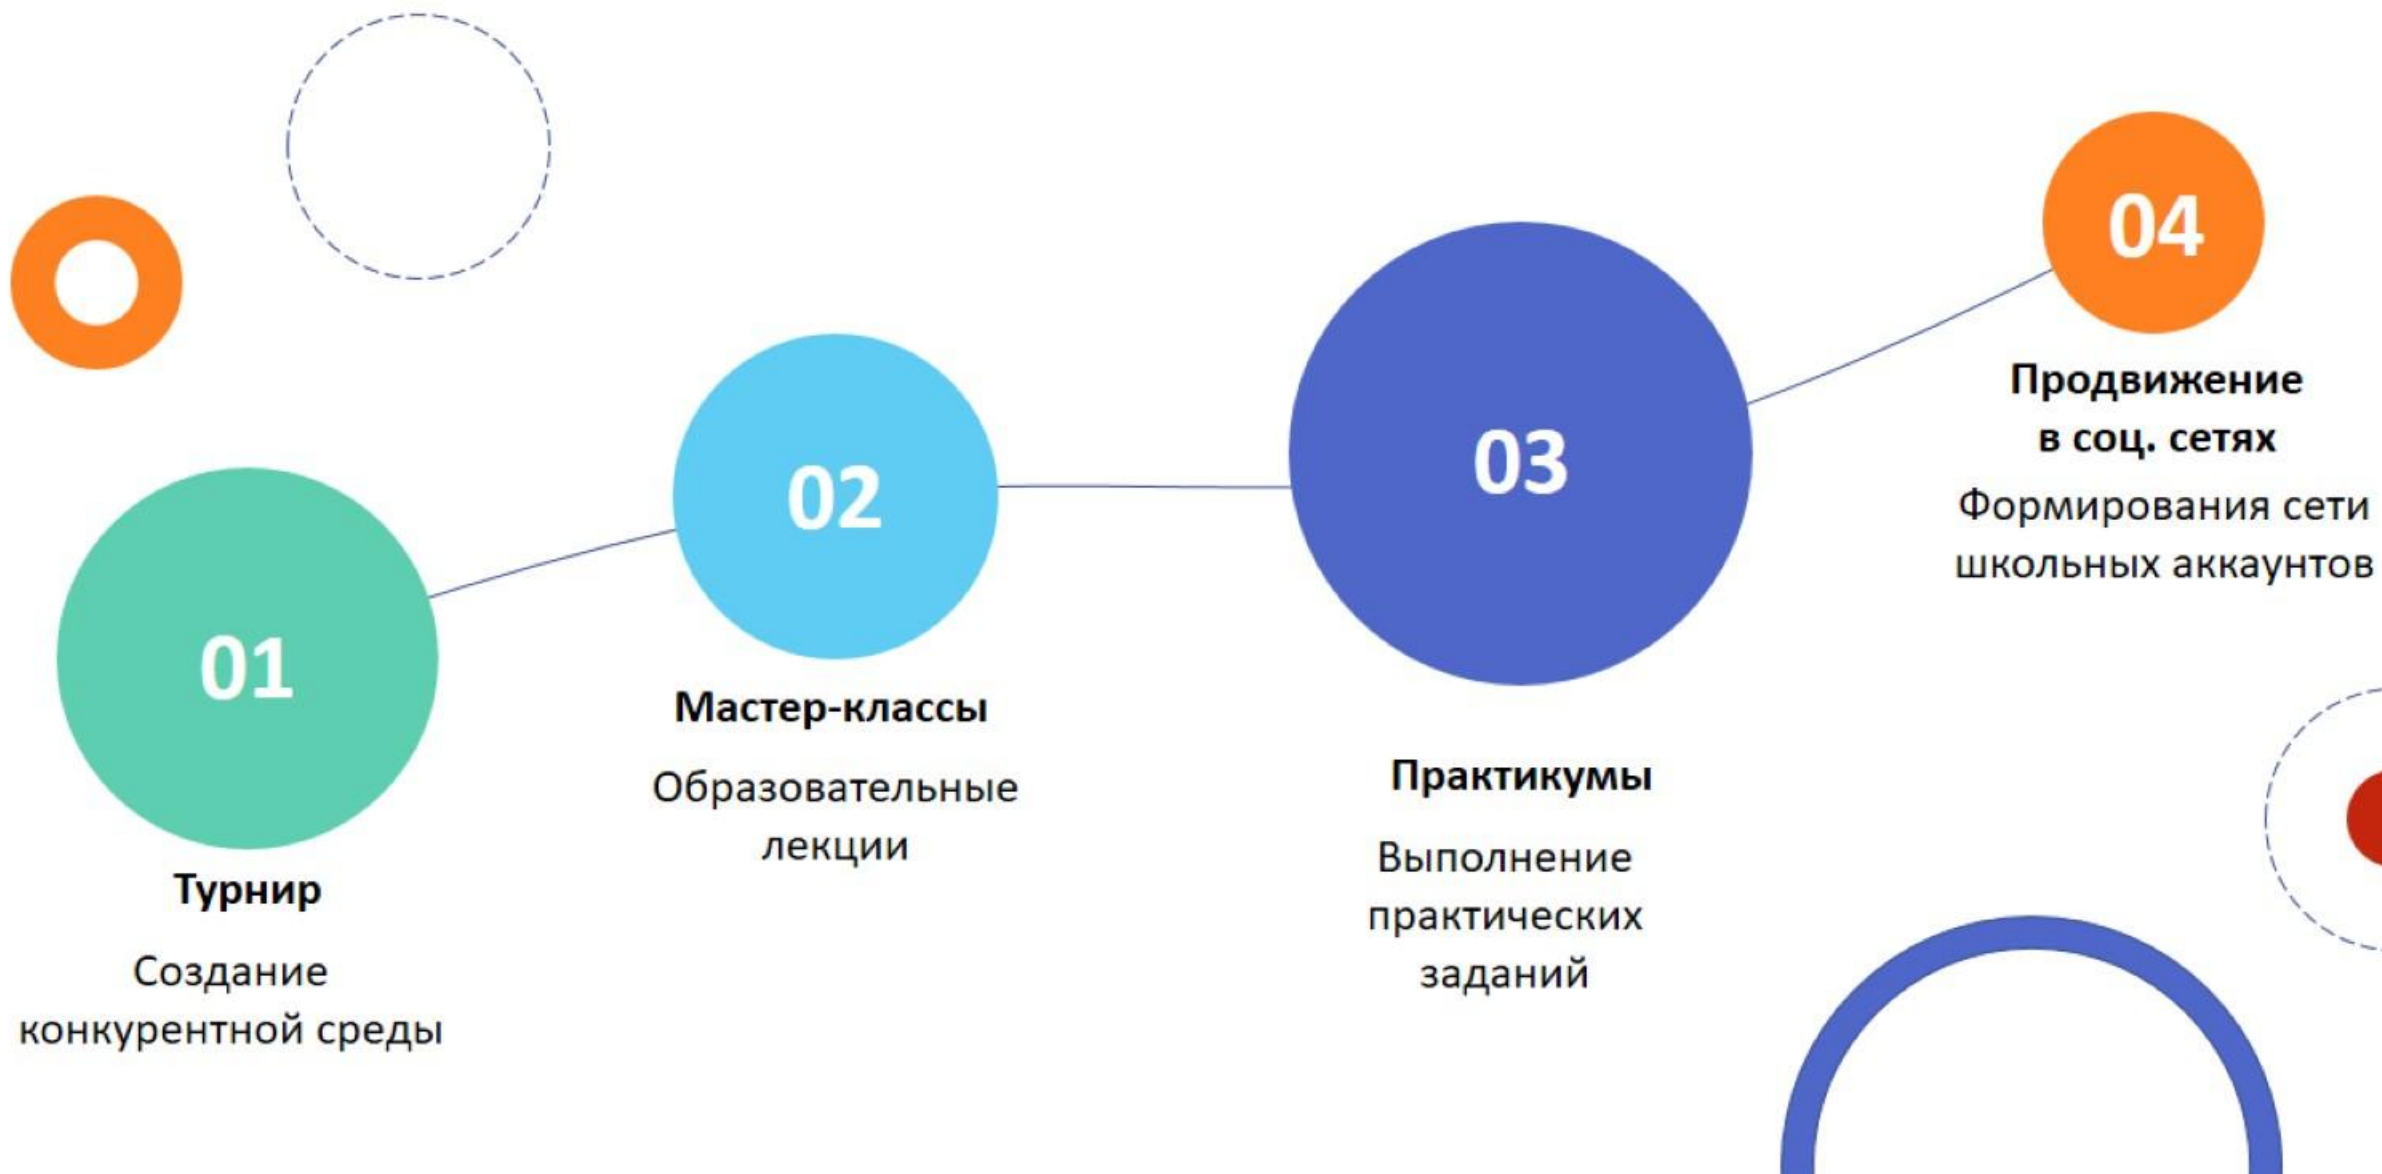 01
Турнир
Создание
конкурентной среды
02
Мастер-классы
Образовательные
лекции
03
Практикумы
Выполнение
практических
заданий
04
Продвижение
в соц. сетях
Формирования сети
школьных аккаунтов